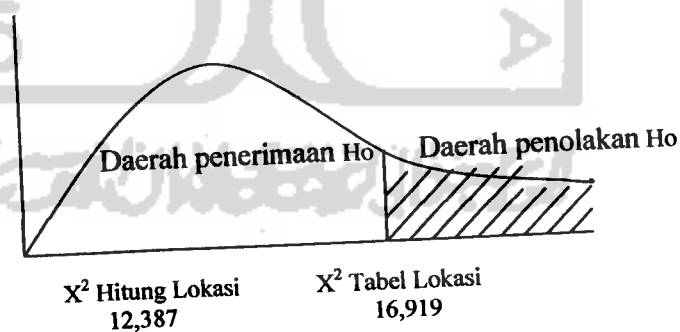 Daerah penerimaan Ho
Daerah penolakan Ho
X² Hitung Lokasi
12,387
X² Tabel Lokasi
16,919